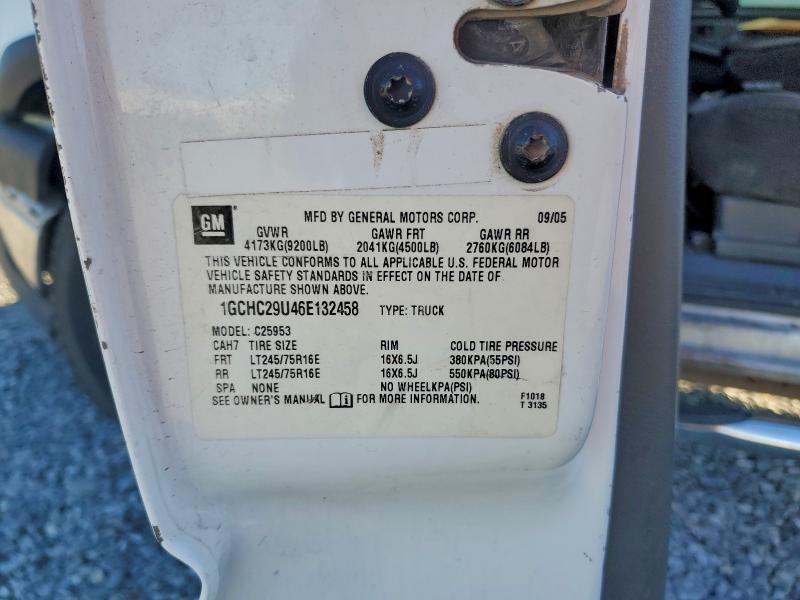 GM MFD BY GENERAL MOTORS CORP. 09/05
GVWR GAWR FRT GAWR RR
4173KG(9200LB) 2041KG(4500LB) 2760KG(6084LB)
THIS VEHICLE CONFORMS TO ALL APPLICABLE U.S. FEDERAL MOTOR
VEHICLE SAFETY STANDARDS IN EFFECT ON THE DATE OF
MANUFACTURE SHOWN ABOVE.
1GCHC29U46E132458 TYPE: TRUCK
MODEL: C25953
CAH7 TIRE SIZE RIM COLD TIRE PRESSURE
FRT LT245/75R16E 16X6.5J 380KPA(55PSI)
RR LT245/75R16E 16X6.5J 550KPA(80PSI)
SPA NONE NO WHEELKPA(PSI)
SEE OWNER'S MANUAL FOR MORE INFORMATION.
F1018
T 3135